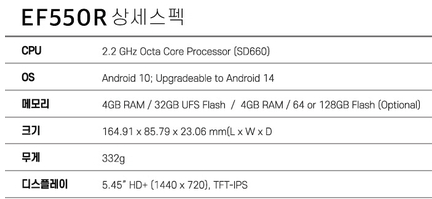 EF550R 상세스펙
CPU 2.2 GHz Octa Core Processor (SD660)
OS Android 10; Upgradeable to Android 14
메모리 4GB RAM / 32GB UFS Flash / 4GB RAM / 64 or 128GB Flash (Optional)
크기 164.91 x 85.79 x 23.06 mm(L x W x D
무게 332g
디스플레이 5.45” HD+ (1440 x 720), TFT-IPS